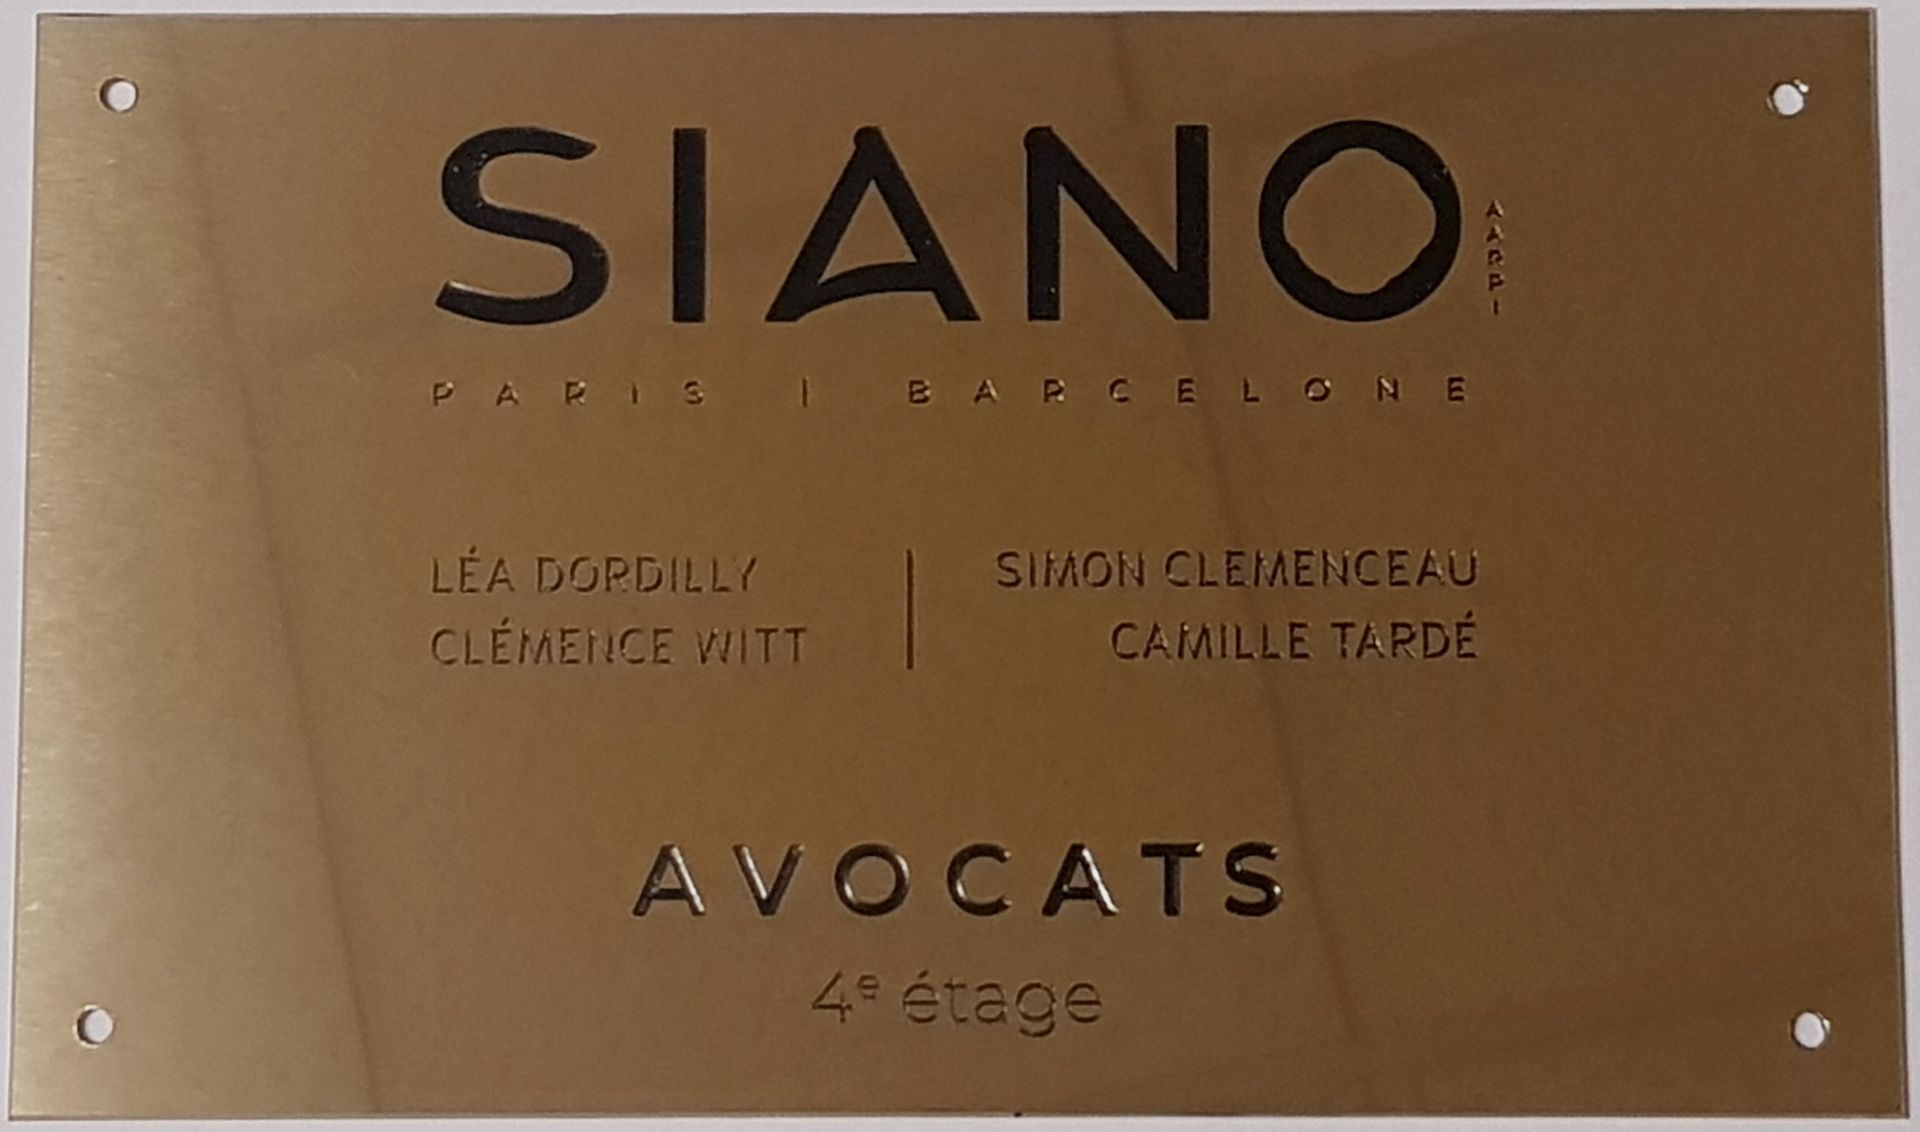 SIANO
AARPI
PARIS | BARCELONE
LÉA DORDILLY
CLÉMENCE WITT
SIMON CLEMENCEAU
CAMILLE TARDÉ
AVOCATS
4e étage